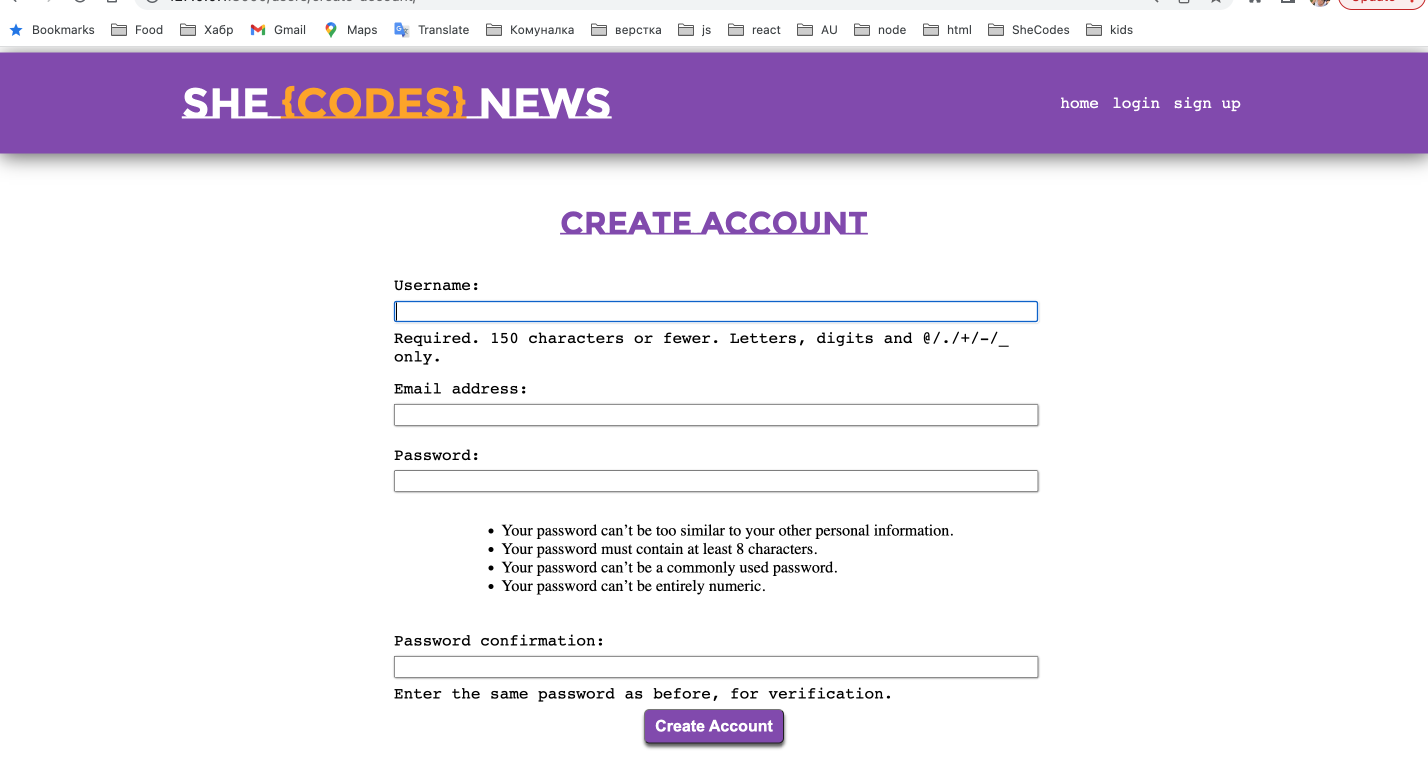 Bookmarks Food Хабр Gmail Maps Translate Комуналка верстка js react AU node html SheCodes kids
SHE {CODES} NEWS
home login sign up
CREATE ACCOUNT
Username:
Required. 150 characters or fewer. Letters, digits and @/./+/-/_
only.
Email address:
Password:
• Your password can’t be too similar to your other personal information.
• Your password must contain at least 8 characters.
• Your password can’t be a commonly used password.
• Your password can’t be entirely numeric.
Password confirmation:
Enter the same password as before, for verification.
Create Account